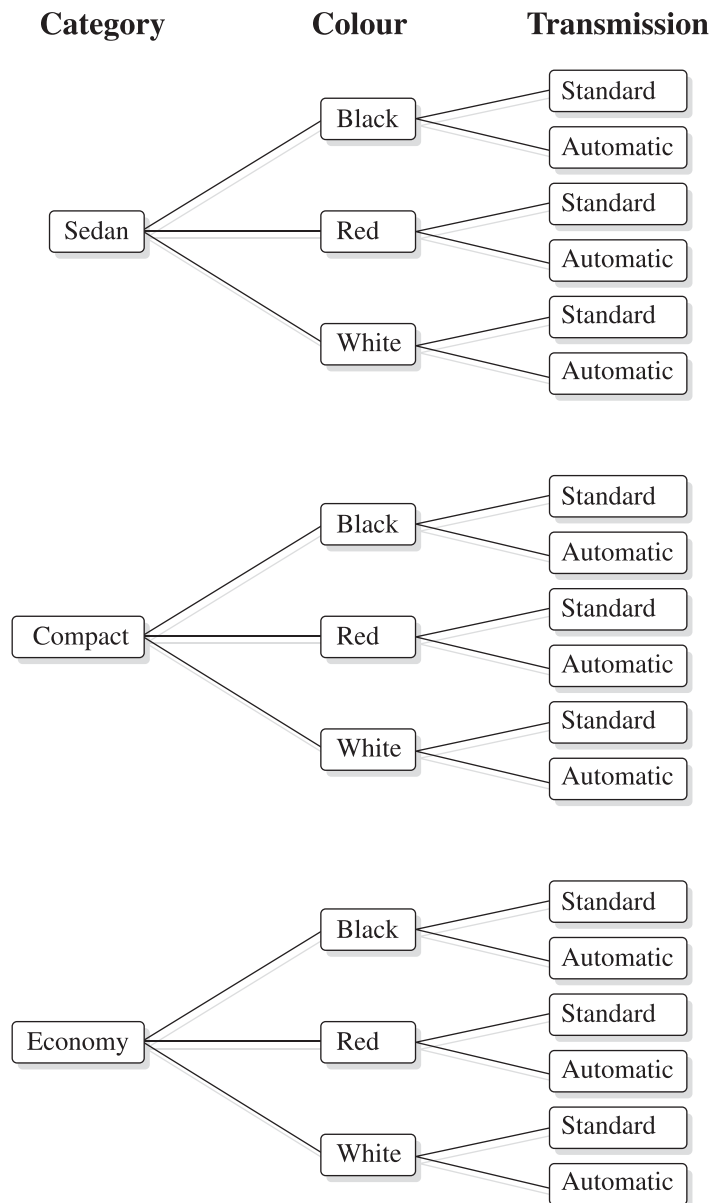 Category Colour Transmission
Standard
Black
Automatic
Standard
Sedan Red
Automatic
Standard
White
Automatic
Standard
Black
Automatic
Standard
Compact Red
Automatic
Standard
White
Automatic
Standard
Black
Automatic
Standard
Economy Red
Automatic
Standard
White
Automatic